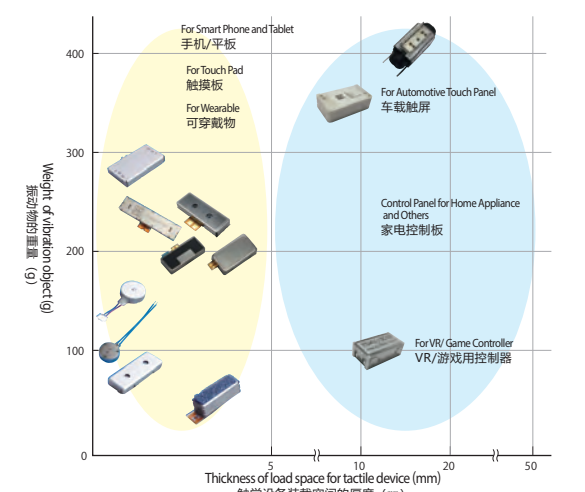 For Smart Phone and Tablet
手机/平板
For Touch Pad
触摸板
For Wearable
可穿戴物
For Automotive Touch Panel
车载触屏
Control Panel for Home Appliance
and Others
家电控制板
For VR/ Game Controller
VR/游戏用控制器
Weight of vibration object (g)
振动物的重量（g）
400
300
200
100
0
5
10
20
50
Thickness of load space for tactile device (mm)